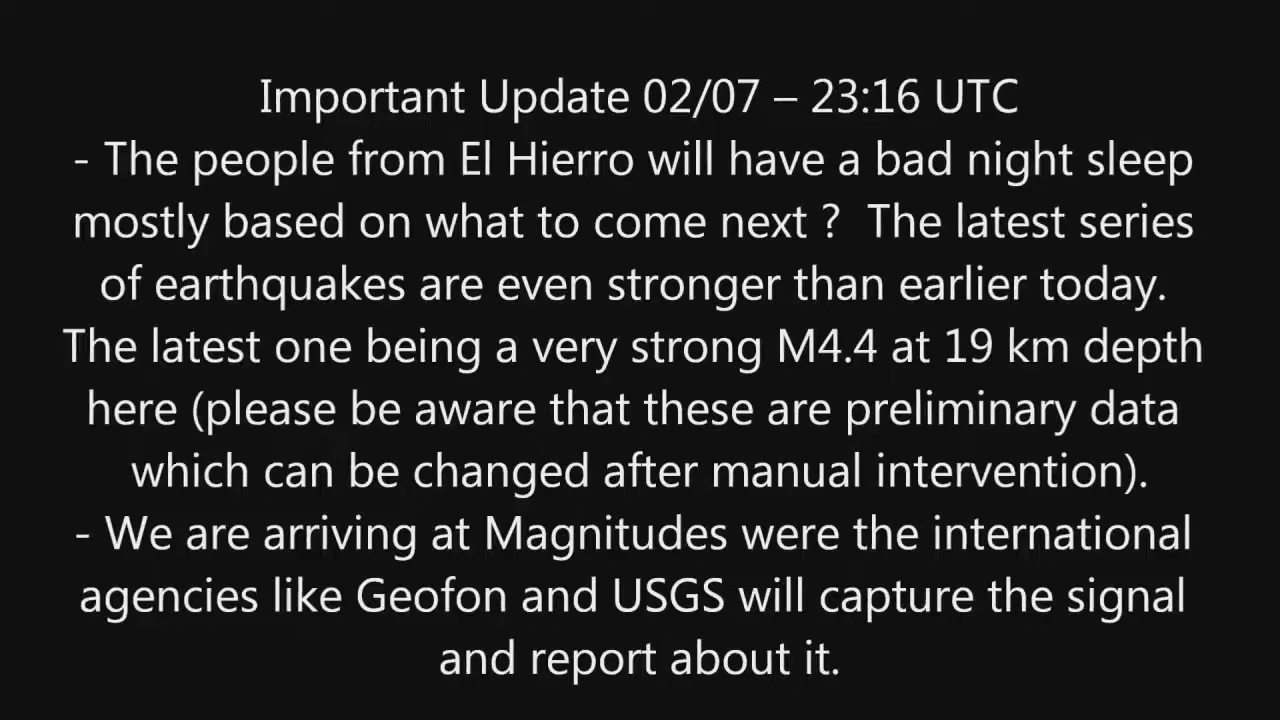 Important Update 02/07 – 23:16 UTC
- The people from El Hierro will have a bad night sleep
mostly based on what to come next ?  The latest series
of earthquakes are even stronger than earlier today.
The latest one being a very strong M4.4 at 19 km depth
here (please be aware that these are preliminary data
which can be changed after manual intervention).
- We are arriving at Magnitudes were the international
agencies like Geofon and USGS will capture the signal
and report about it.